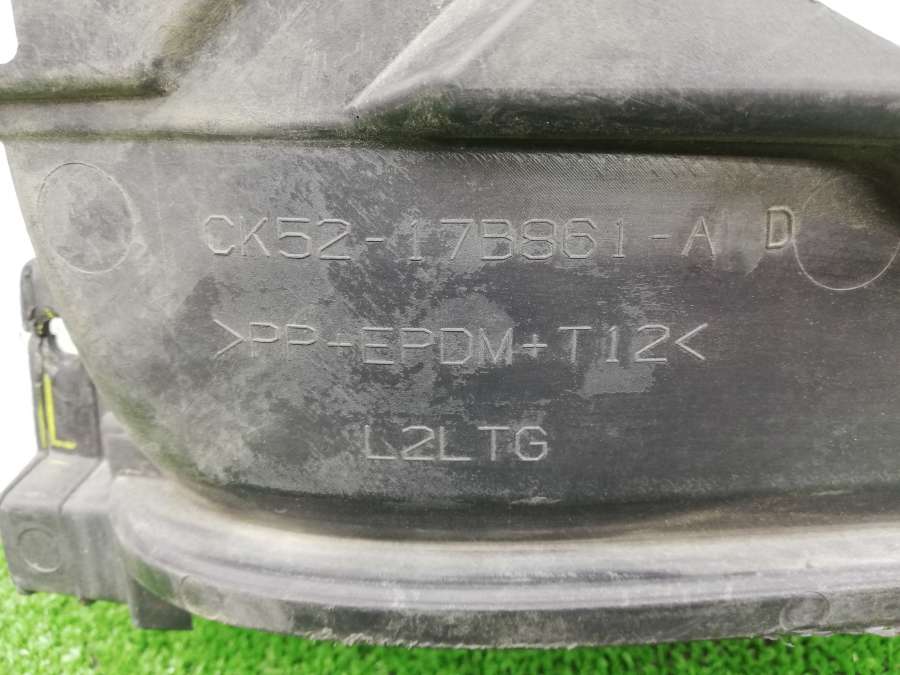 CK52-17B861-A D
>PP-EPDM+T12<
L2LTG